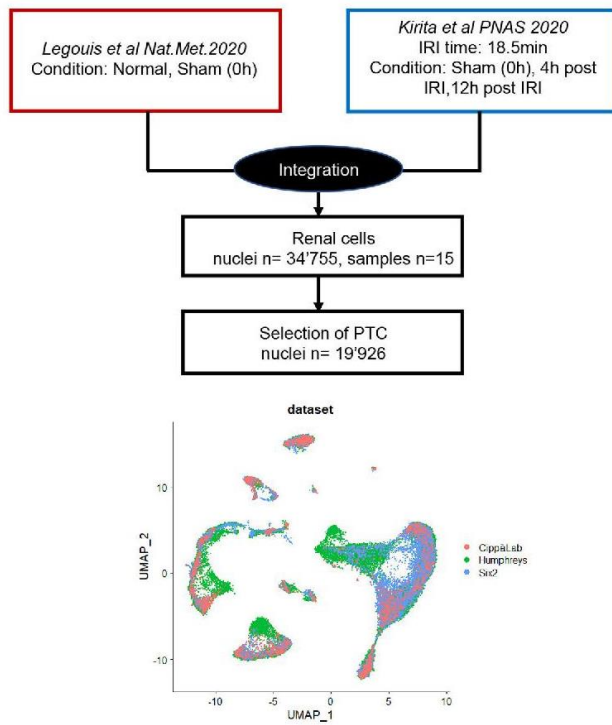 Legouis et al Nat.Met.2020
Condition: Normal, Sham (0h)
Kirita et al PNAS 2020
IRI time: 18.5min
Condition: Sham (0h), 4h post
IRI,12h post IRI
Integration
Renal cells
nuclei n= 34'755, samples n=15
Selection of PTC
nuclei n= 19'926
dataset
UMAP_2
10
0
-10
CippàLab
Humphreys
Six2
-10
-5
0
5
10
UMAP_1